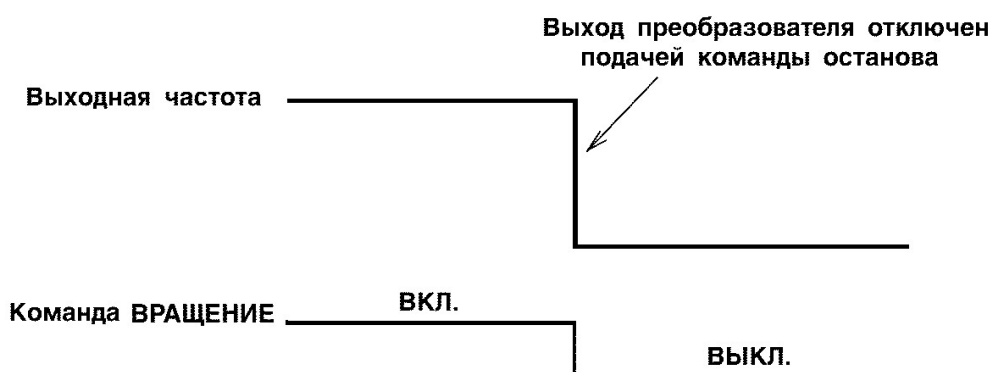 Выход преобразователя отключен
подачей команды останова
Выходная частота
Команда ВРАЩЕНИЕ
ВКЛ.
ВЫКЛ.